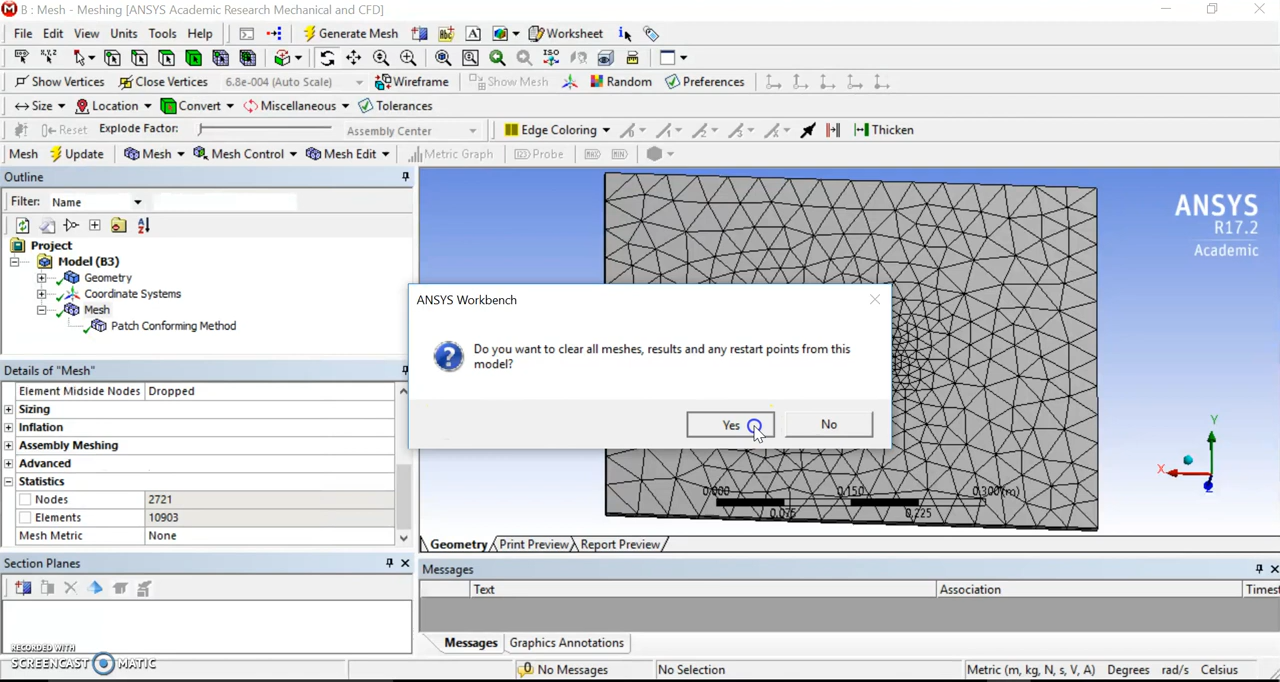 B : Mesh - Meshing [ANSYS Academic Research Mechanical and CFD]
File Edit View Units Tools Help Generate Mesh A Worksheet i
ISO
Show Vertices Close Vertices 6.8e-004 (Auto Scale) Wireframe Show Mesh Random Preferences
Size Location Convert Miscellaneous Tolerances
Reset Explode Factor: Assembly Center Edge Coloring Thicken
Mesh Update Mesh Mesh Control Mesh Edit Metric Graph Probe MAX MIN
Outline
Filter: Name
Project
Model (B3)
Geometry
Coordinate Systems
Mesh
Patch Conforming Method
Details of "Mesh"
Element Midside Nodes Dropped
Sizing
Inflation
Assembly Meshing
Advanced
Statistics
Nodes 2721
Elements 10903
Mesh Metric None
Section Planes
RECORDED WITH
SCREENCAST MATIC
ANSYS
R17.2
Academic
ANSYS Workbench
Do you want to clear all meshes, results and any restart points from this
model?
Yes No
0.000 0.150 0.300 (m)
0.075 0.225
Y
X
Z
Geometry Print Preview Report Preview
Messages
Text Association Timest
Messages Graphics Annotations
No Messages No Selection Metric (m, kg, N, s, V, A) Degrees rad/s Celsius